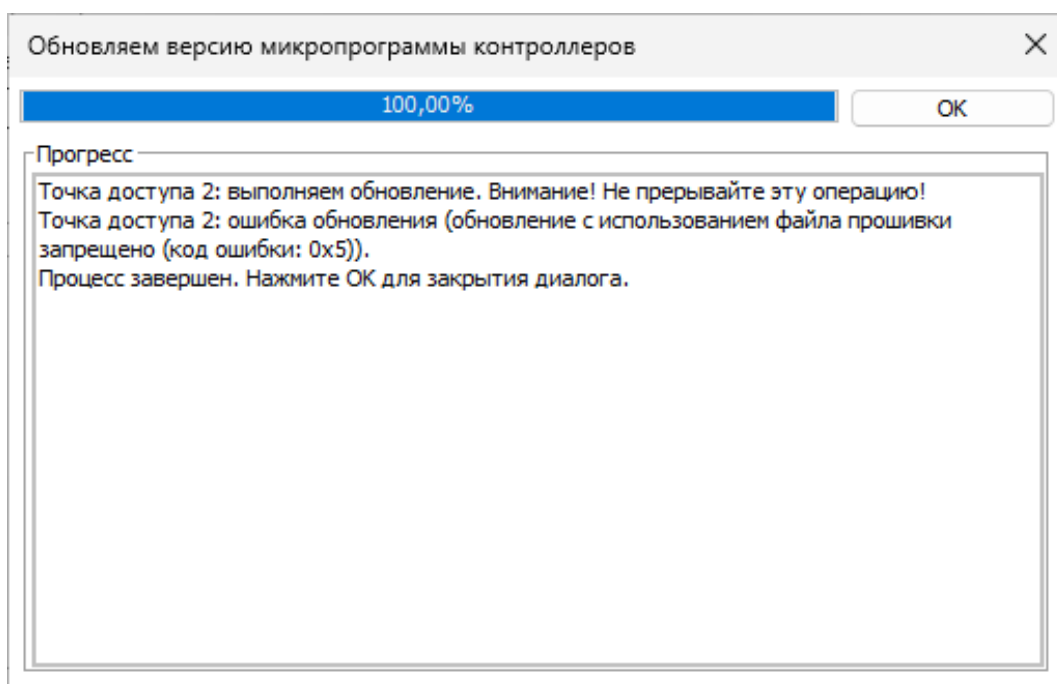 Обновляем версию микропрограммы контроллеров
100,00%
OK
Прогресс
Точка доступа 2: выполняем обновление. Внимание! Не прерывайте эту операцию!
Точка доступа 2: ошибка обновления (обновление с использованием файла прошивки
запрещено (код ошибки: 0x5)).
Процесс завершен. Нажмите ОК для закрытия диалога.